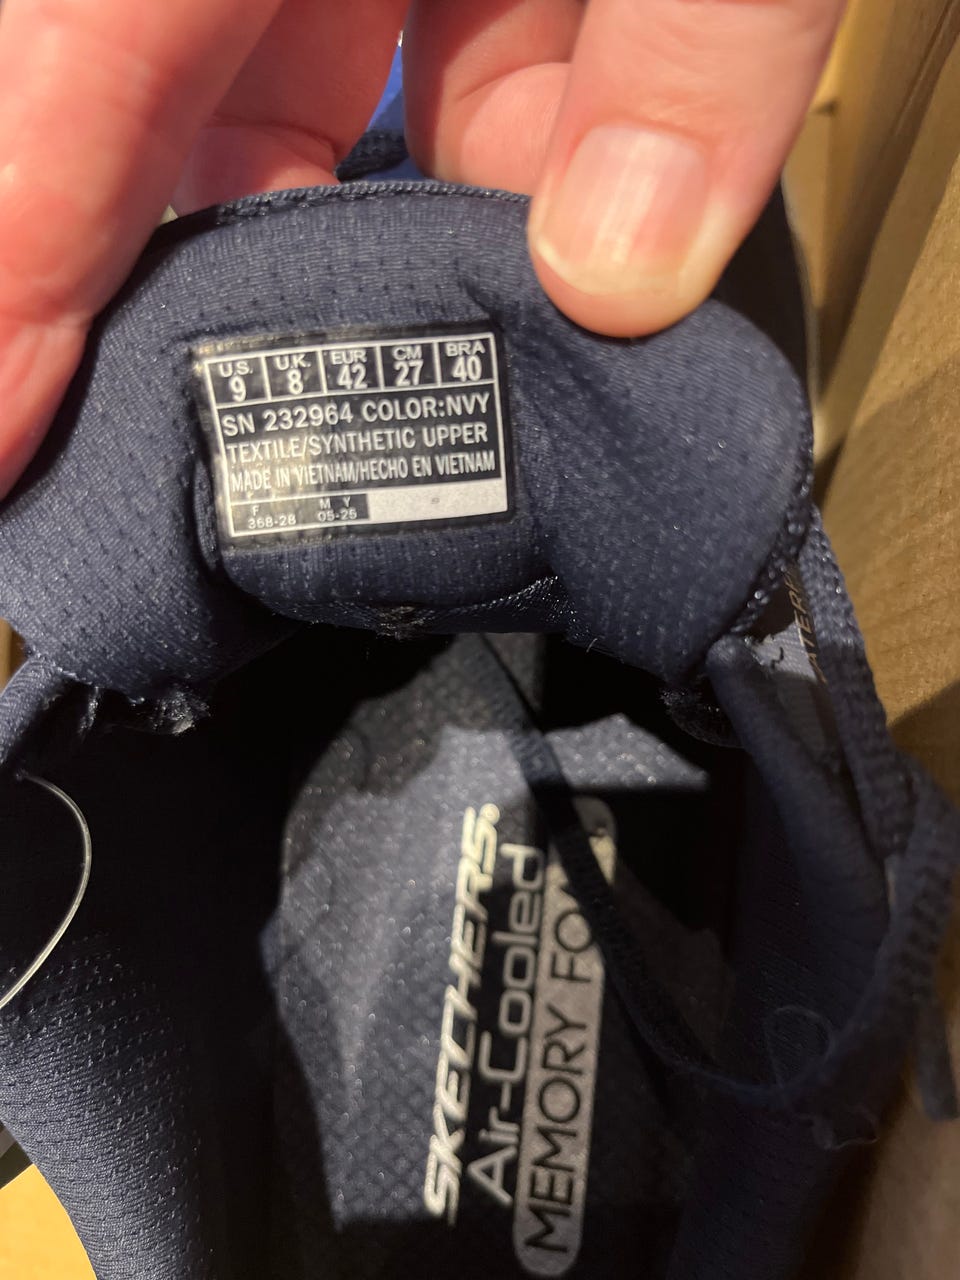 U.S. U.K. EUR CM BRA
9 8 42 27 40
SN 232964 COLOR:NVY
TEXTILE/SYNTHETIC UPPER
MADE IN VIETNAM/HECHO EN VIETNAM
F M Y
368-28 05-25
SKECHERS®
Air-Cooled
MEMORY